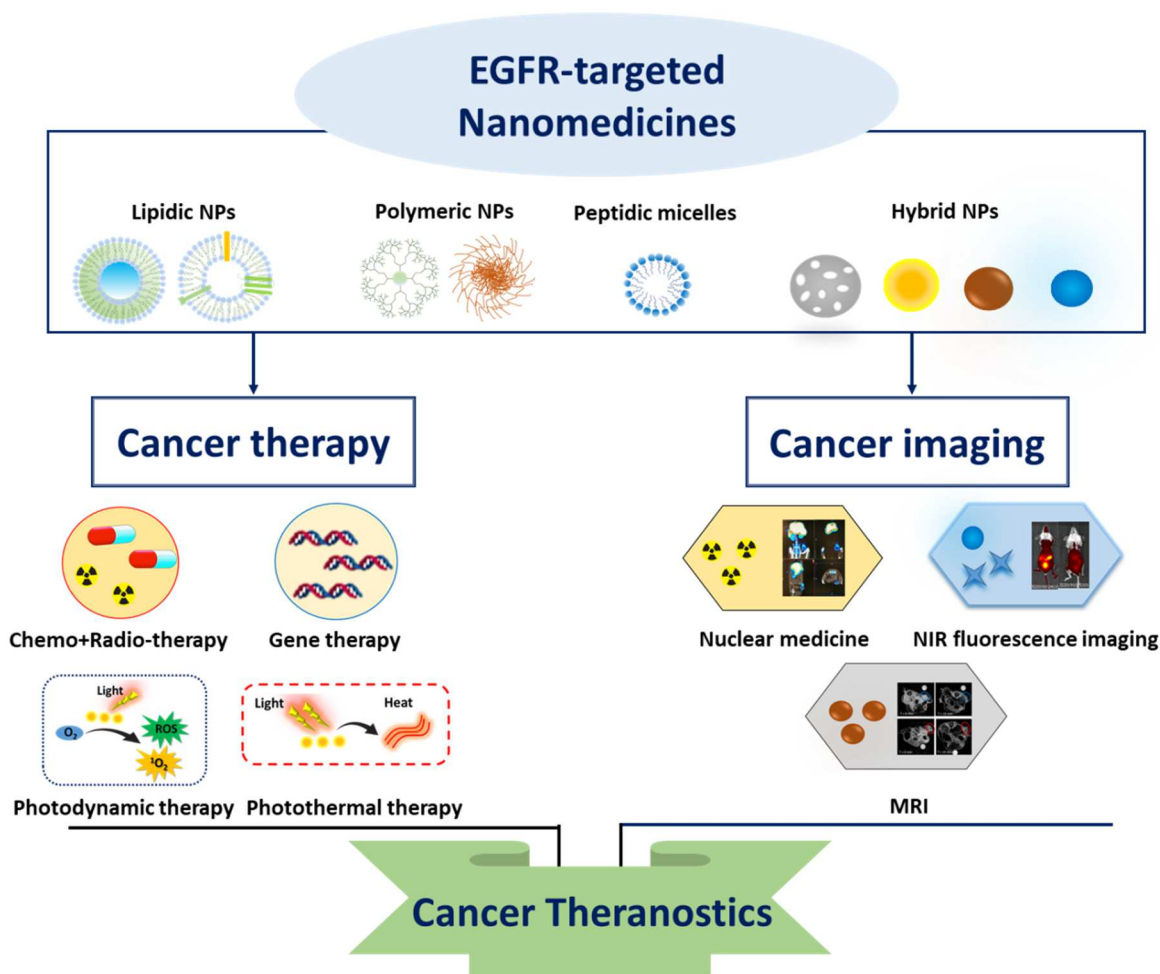 EGFR-targeted
Nanomedicines
Lipidic NPs
Polymeric NPs
Peptidic micelles
Hybrid NPs
Cancer therapy
Cancer imaging
Chemo+Radio-therapy
Gene therapy
Nuclear medicine
NIR fluorescence imaging
Light
O₂
ROS
¹O₂
Light
Heat
Photodynamic therapy
Photothermal therapy
MRI
Cancer Theranostics